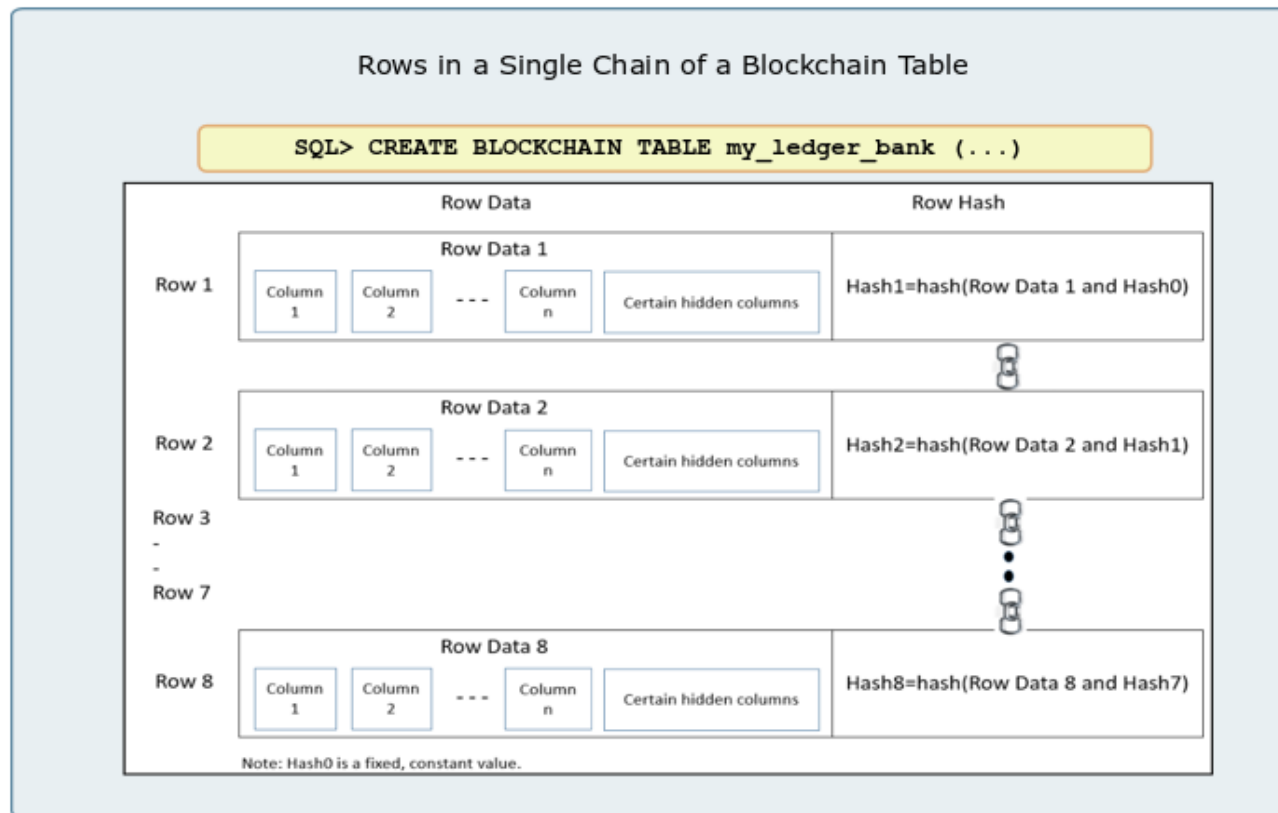 Rows in a Single Chain of a Blockchain Table
SQL> CREATE BLOCKCHAIN TABLE my_ledger_bank (...)
Row Data Row Hash
Row Data 1
Row 1
Column
1
Column
2
- - -
Column
n
Certain hidden columns
Hash1=hash(Row Data 1 and Hash0)
Row Data 2
Row 2
Column
1
Column
2
- - -
Column
n
Certain hidden columns
Hash2=hash(Row Data 2 and Hash1)
Row 3
-
-
Row 7
Row Data 8
Row 8
Column
1
Column
2
- - -
Column
n
Certain hidden columns
Hash8=hash(Row Data 8 and Hash7)
Note: Hash0 is a fixed, constant value.